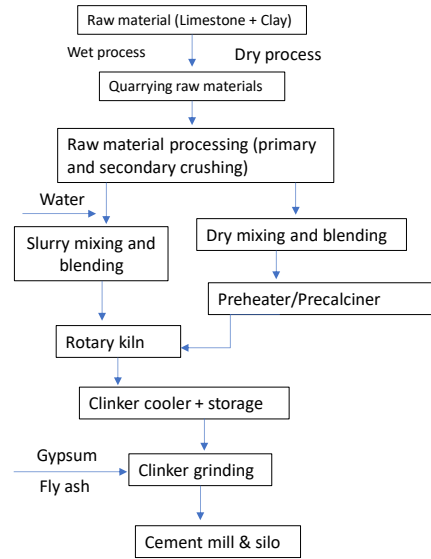 Raw material (Limestone + Clay)
Wet process
Dry process
Quarrying raw materials
Raw material processing (primary
and secondary crushing)
Water
Slurry mixing and
blending
Dry mixing and blending
Preheater/Precalciner
Rotary kiln
Clinker cooler + storage
Gypsum
Fly ash
Clinker grinding
Cement mill & silo